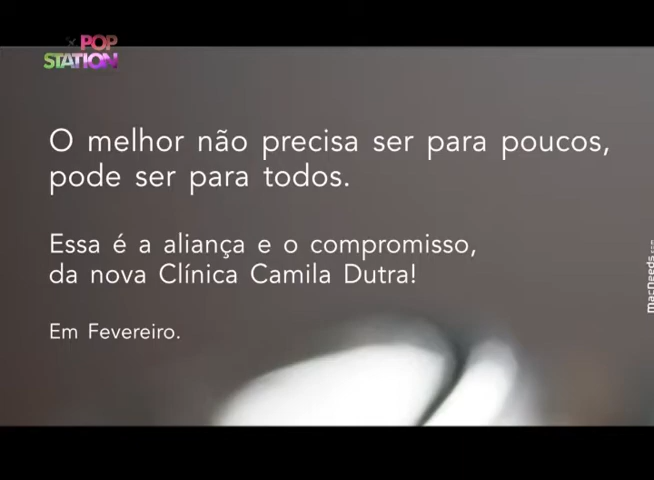 POP
STATION
O melhor não precisa ser para poucos,
pode ser para todos.
Essa é a aliança e o compromisso,
da nova Clínica Camila Dutra!
Em Fevereiro.